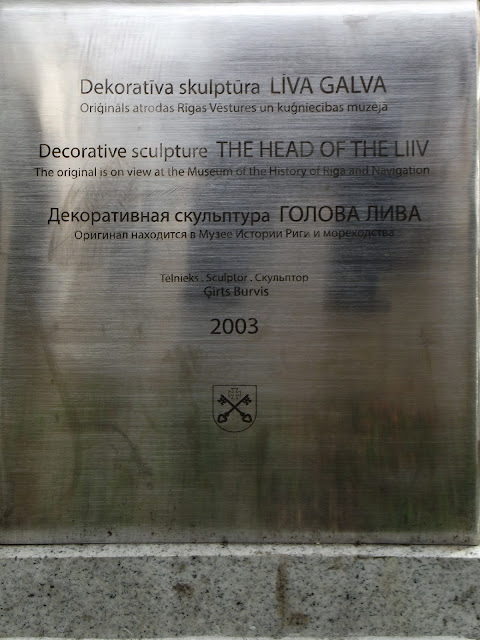 Dekoratīva skulptūra LĪVA GALVA
Oriģināls atrodas Rīgas Vēstures un kuģniecības muzejā
Decorative sculpture THE HEAD OF THE LIIV
The original is on view at the Museum of the History of Riga and Navigation
Декоративная скульптура ГОЛОВА ЛИВА
Оригинал находится в Музее Истории Риги и мореходства
Tēlnieks . Sculptor . Скульптор
Ģirts Burvis
2003